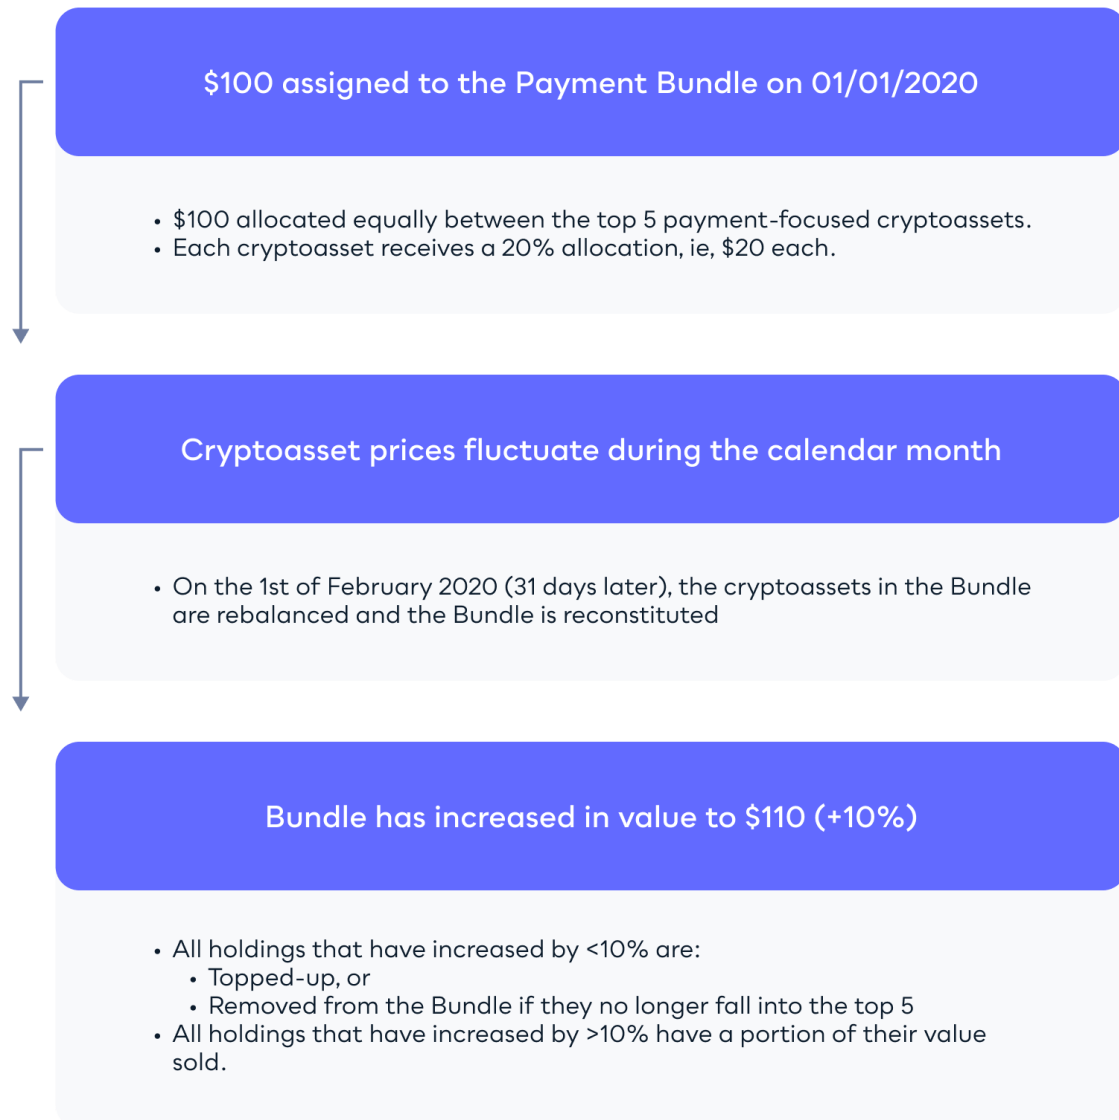 $100 assigned to the Payment Bundle on 01/01/2020
• $100 allocated equally between the top 5 payment-focused cryptoassets.
• Each cryptoasset receives a 20% allocation, ie, $20 each.
Cryptoasset prices fluctuate during the calendar month
• On the 1st of February 2020 (31 days later), the cryptoassets in the Bundle
are rebalanced and the Bundle is reconstituted
Bundle has increased in value to $110 (+10%)
• All holdings that have increased by <10% are:
• Topped-up, or
• Removed from the Bundle if they no longer fall into the top 5
• All holdings that have increased by >10% have a portion of their value
sold.